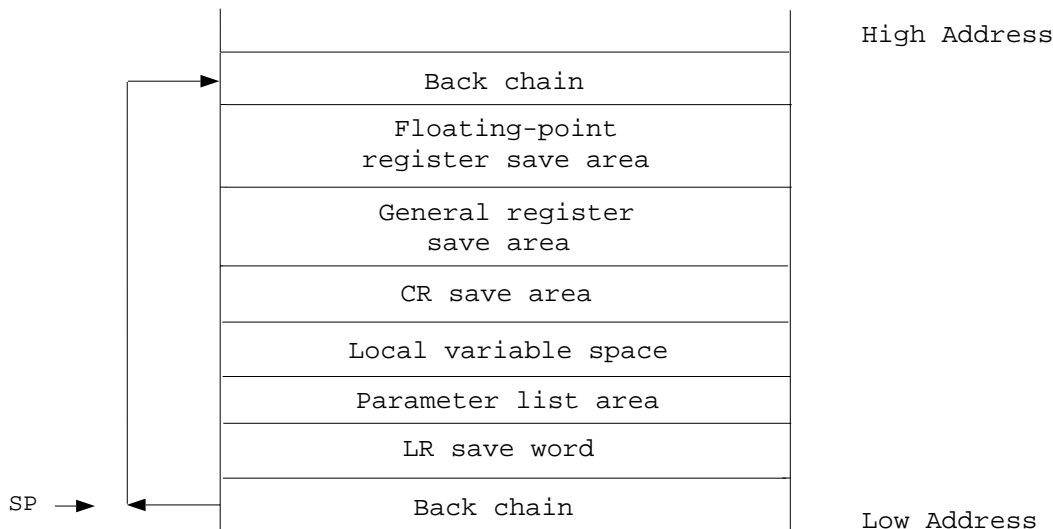 High Address
Back chain
Floating-point
register save area
General register
save area
CR save area
Local variable space
Parameter list area
LR save word
SP
Back chain
Low Address